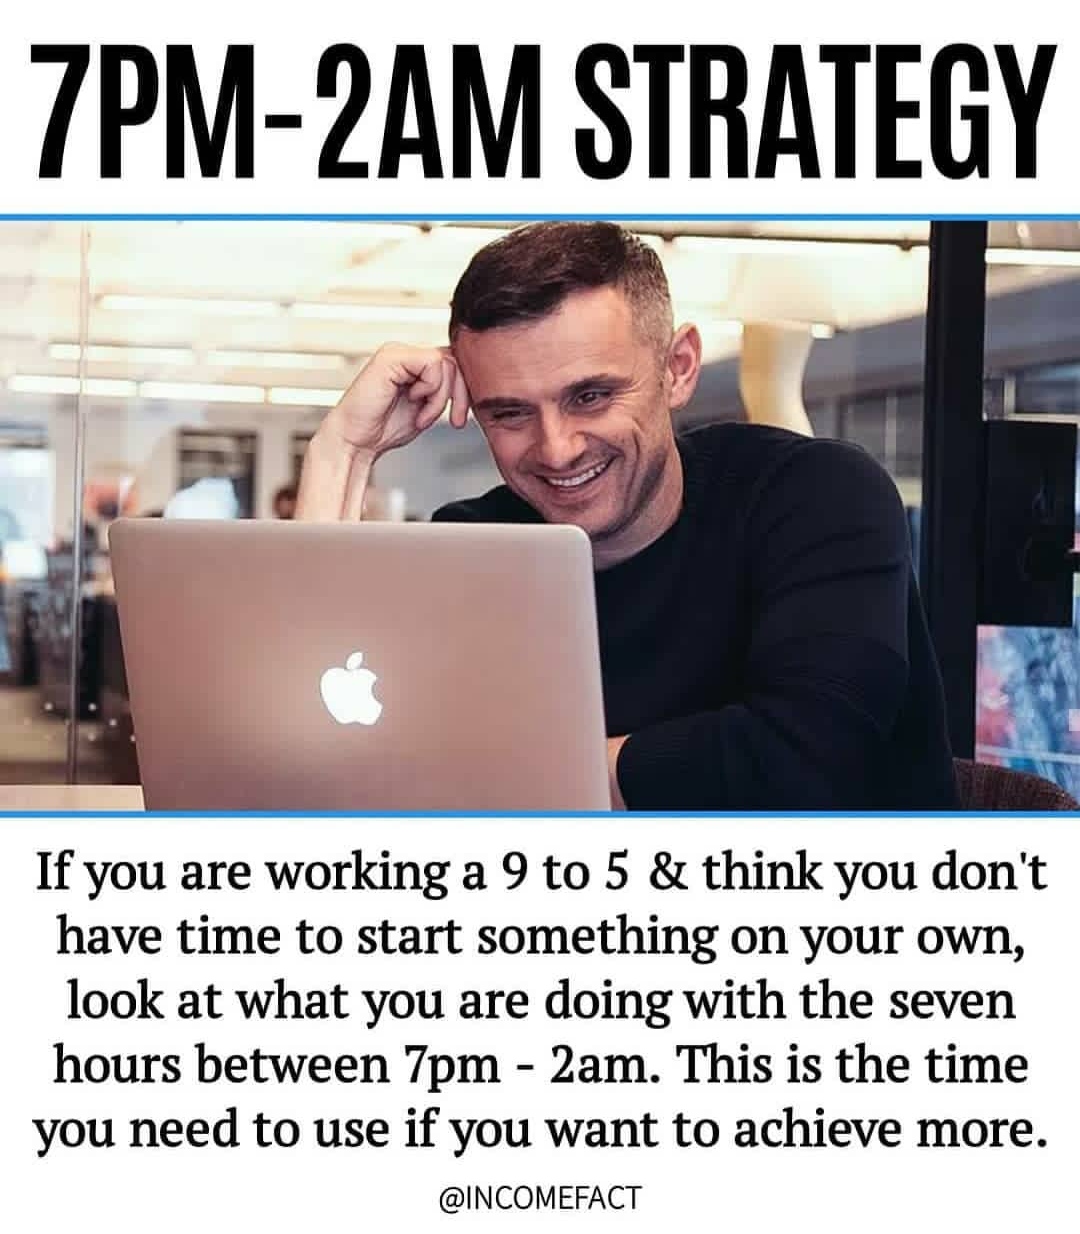 7PM-2AM STRATEGY
If you are working a 9 to 5 & think you don't
have time to start something on your own,
look at what you are doing with the seven
hours between 7pm - 2am. This is the time
you need to use if you want to achieve more.
@INCOMEFACT